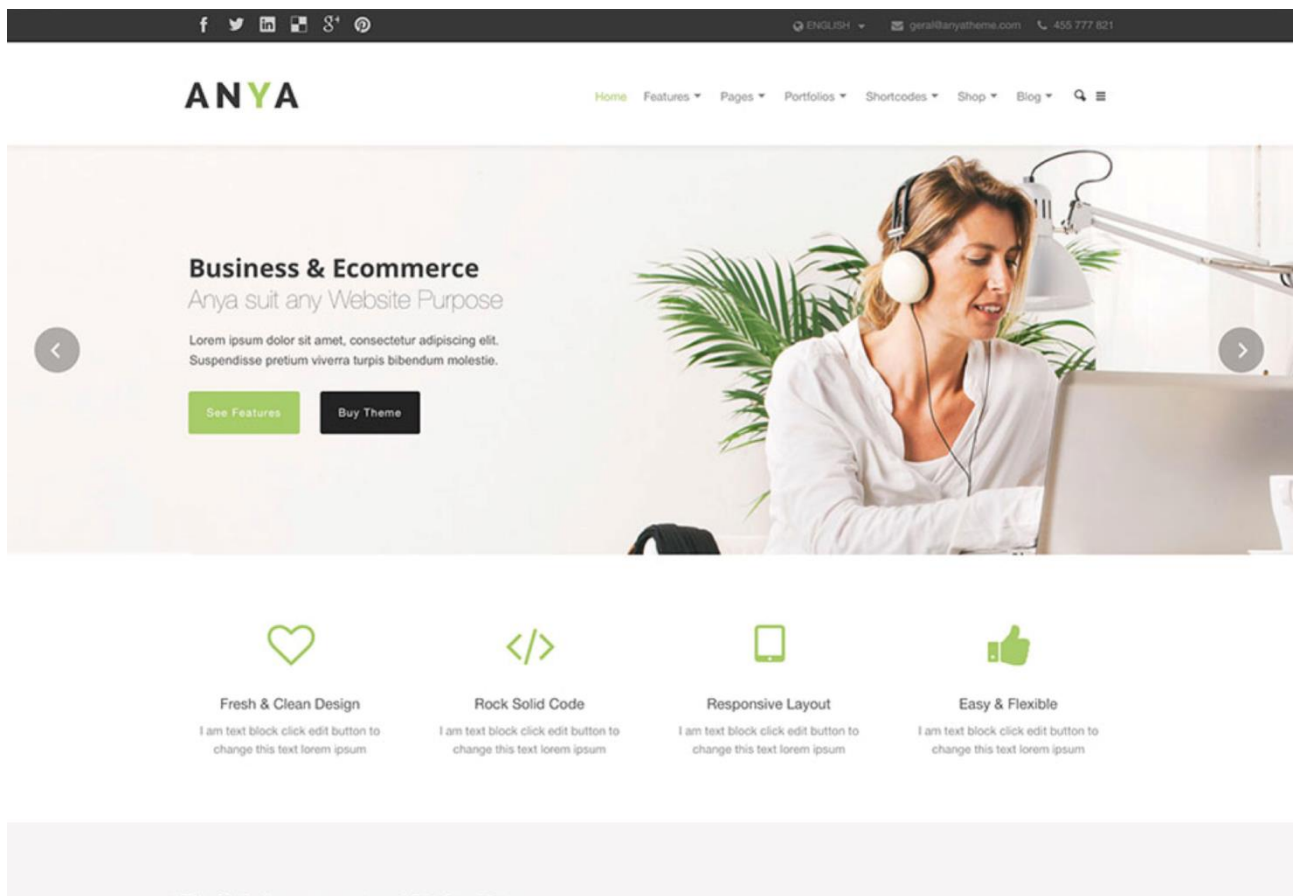 ENGLISH geral@anyatheme.com 455 777 821
ANYA
Home Features Pages Portfolios Shortcodes Shop Blog
Business & Ecommerce
Anya suit any Website Purpose
Lorem ipsum dolor sit amet, consectetur adipiscing elit.
Suspendisse pretium viverra turpis bibendum molestie.
See Features Buy Theme
Fresh & Clean Design
I am text block click edit button to
change this text lorem ipsum
Rock Solid Code
I am text block click edit button to
change this text lorem ipsum
Responsive Layout
I am text block click edit button to
change this text lorem ipsum
Easy & Flexible
I am text block click edit button to
change this text lorem ipsum